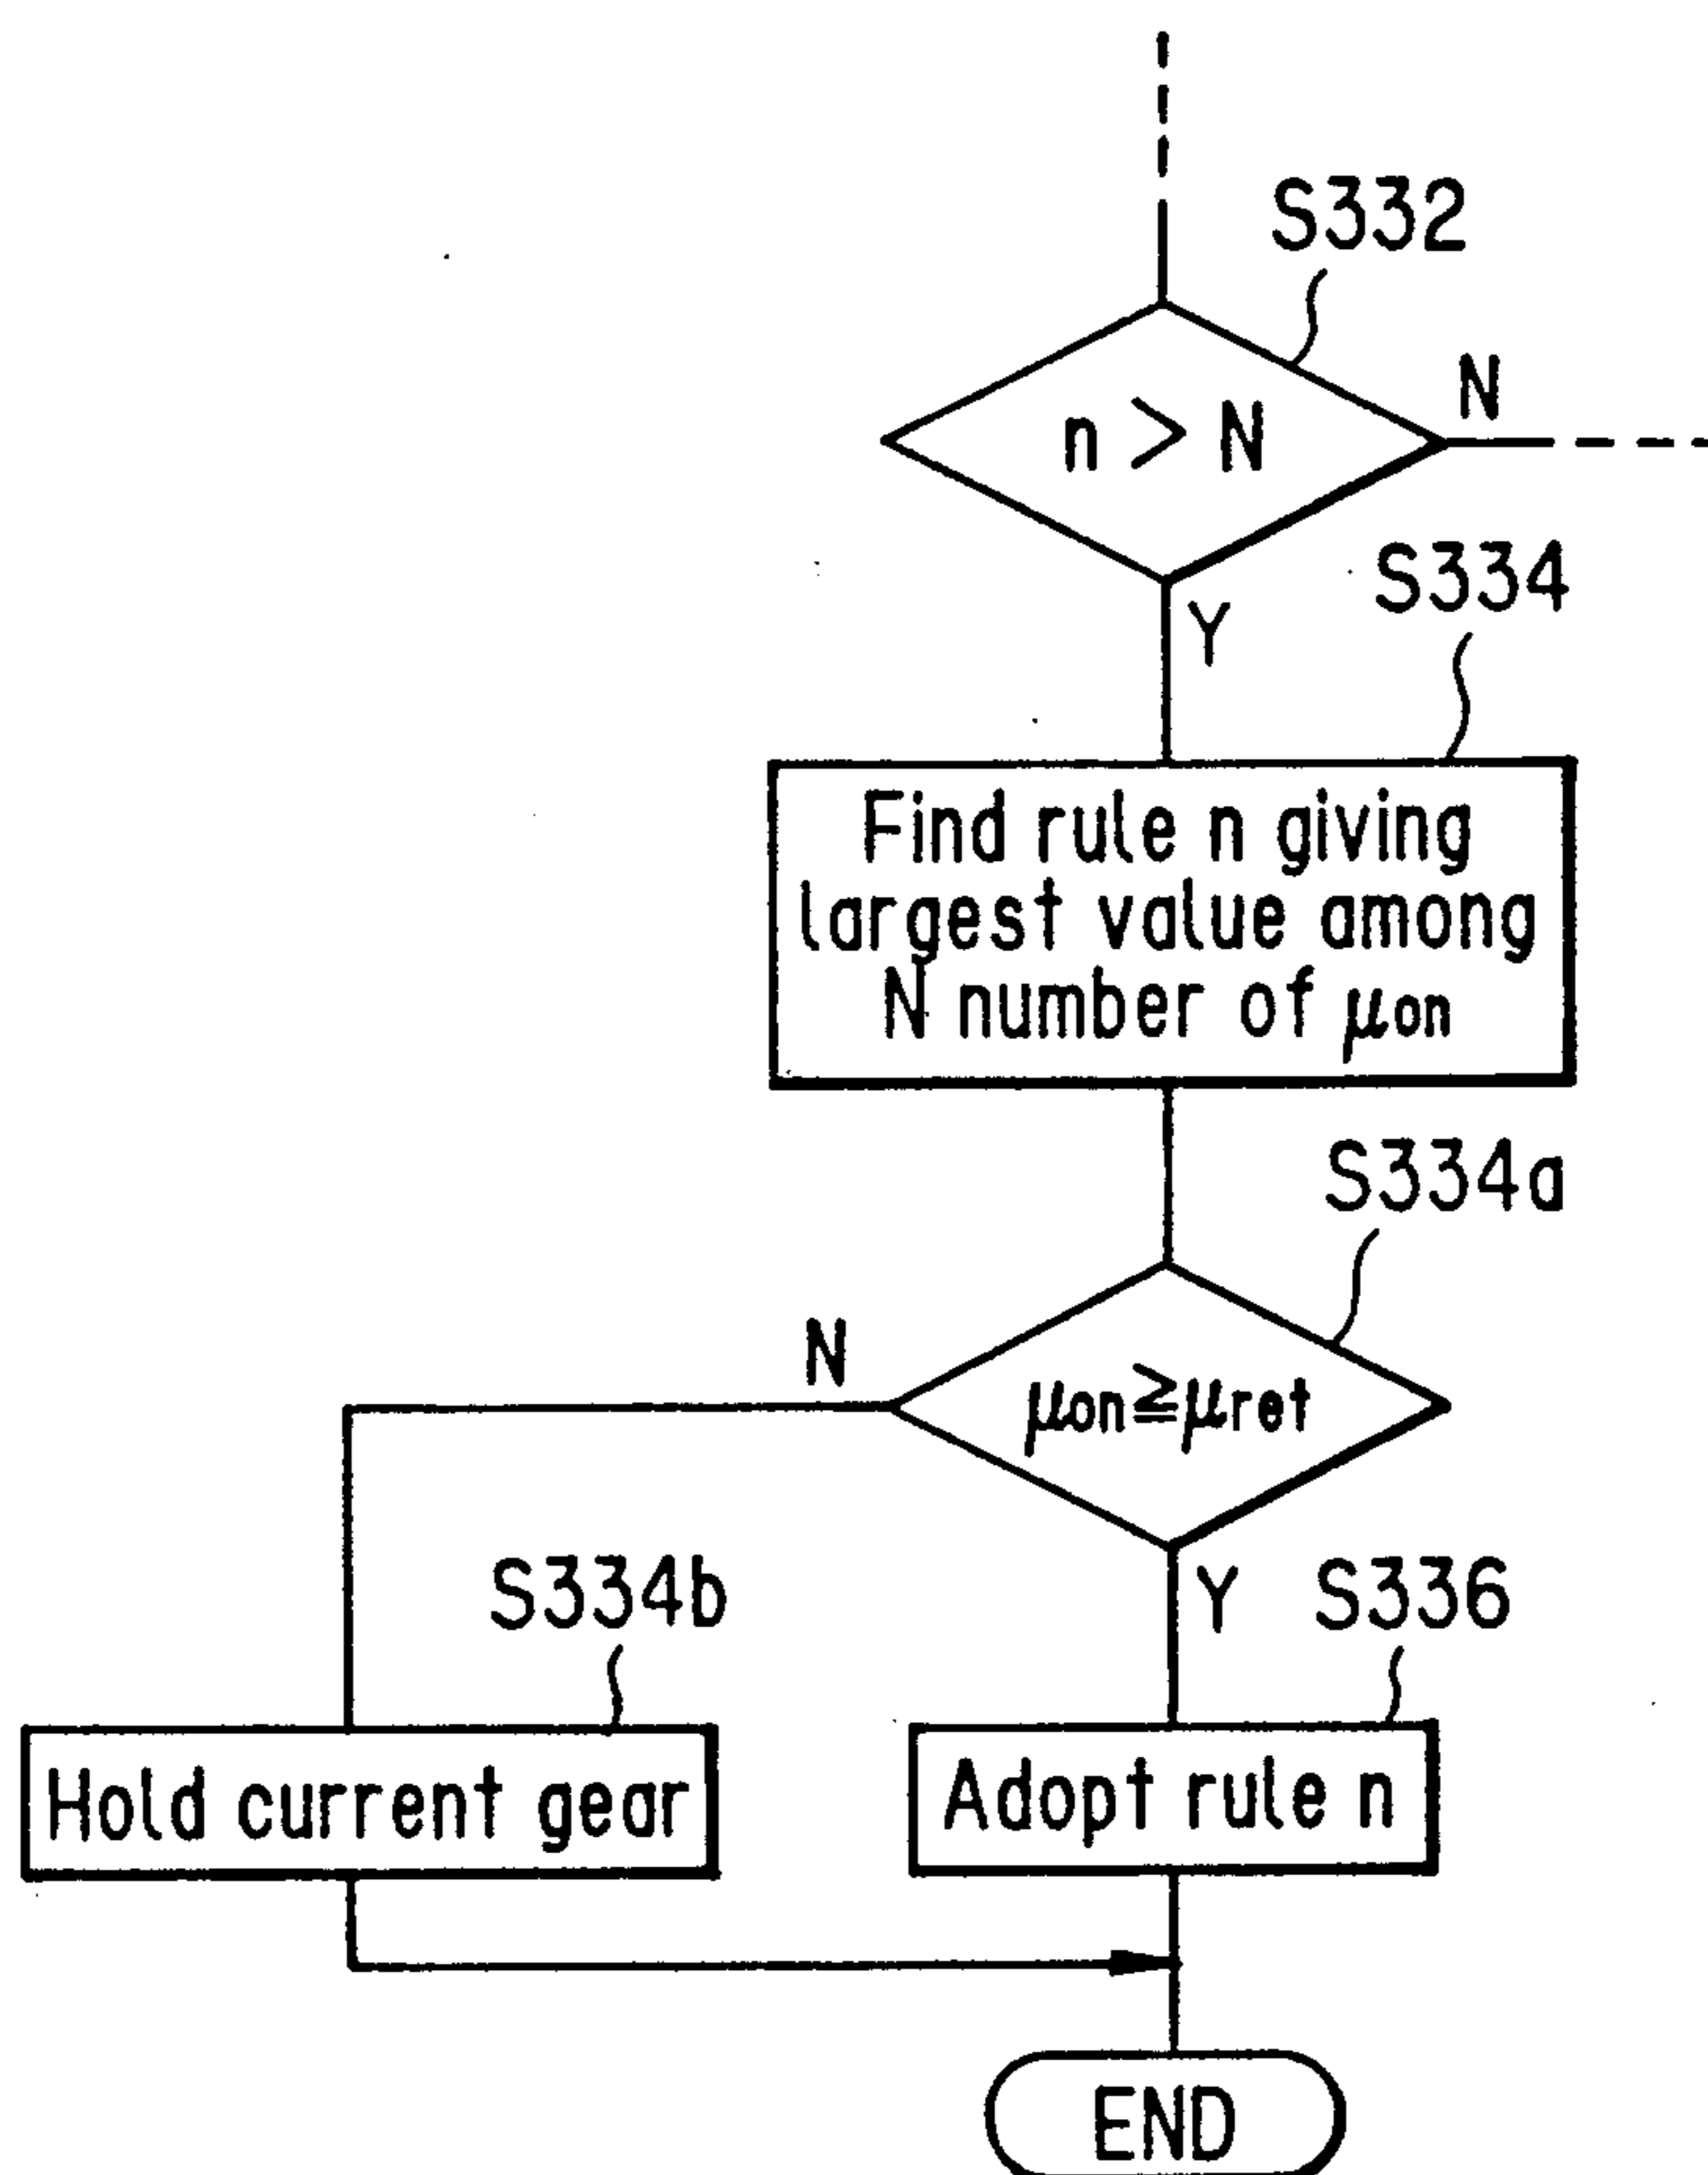 S332
n > N
N
S334
Y
Find rule n giving
largest value among
N number of μon
S334a
N
μon≧μret
S334b
Y
S336
Hold current gear
Adopt rule n
END